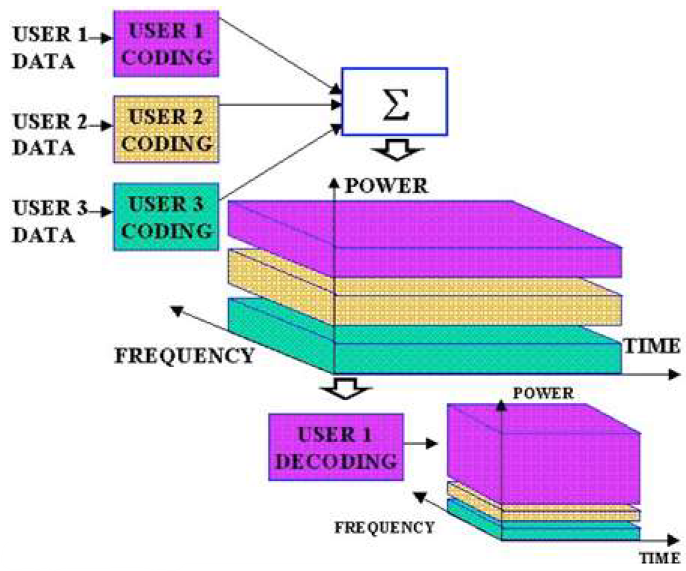 USER 1
DATA
USER 1
CODING
USER 2
DATA
USER 2
CODING
USER 3
DATA
USER 3
CODING
Σ
POWER
FREQUENCY
TIME
USER 1
DECODING
POWER
FREQUENCY
TIME